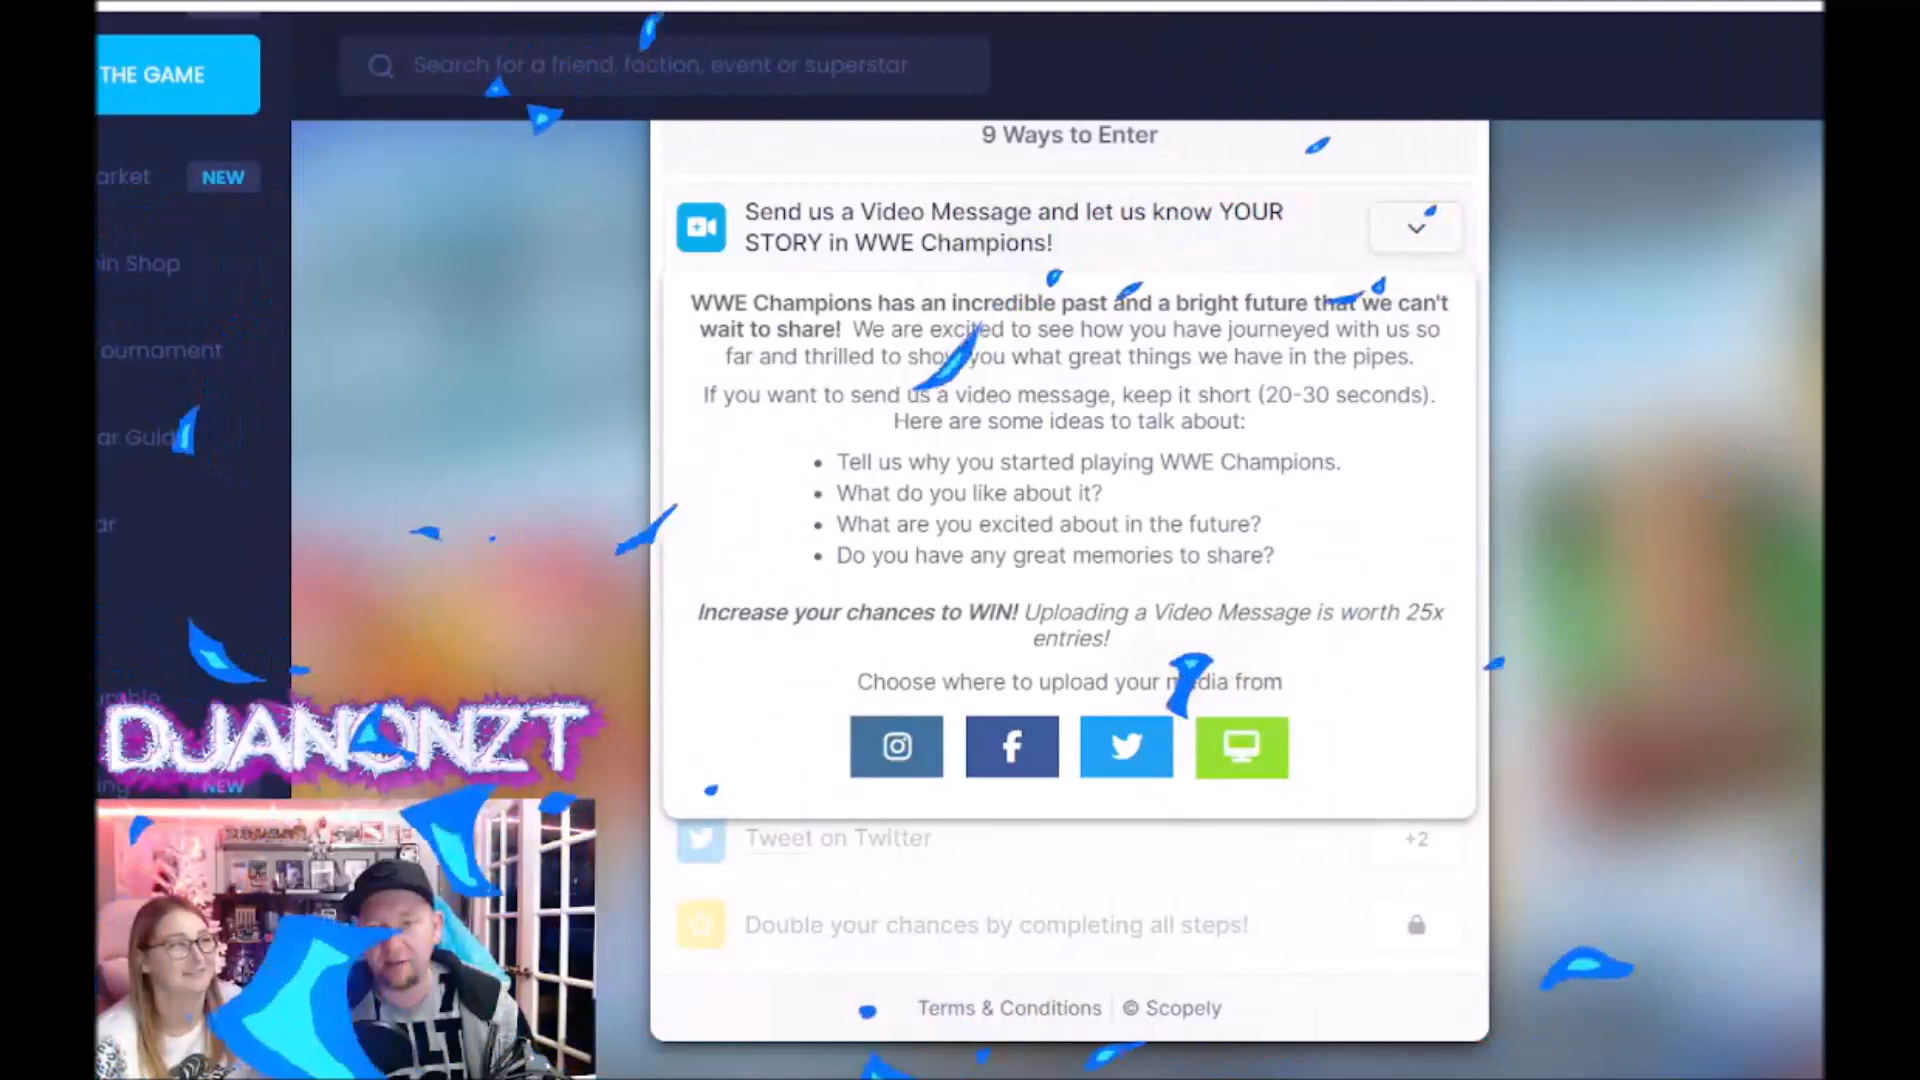 THE GAME
Search for a friend, faction, event or superstar
arket NEW
in Shop
ournament
ar Guid
ar
umble
NEW
DJANONZT
9 Ways to Enter
Send us a Video Message and let us know YOUR
STORY in WWE Champions!
WWE Champions has an incredible past and a bright future that we can't
wait to share! We are excited to see how you have journeyed with us so
far and thrilled to show you what great things we have in the pipes.
If you want to send us a video message, keep it short (20-30 seconds).
Here are some ideas to talk about:
• Tell us why you started playing WWE Champions.
• What do you like about it?
• What are you excited about in the future?
• Do you have any great memories to share?
Increase your chances to WIN! Uploading a Video Message is worth 25x
entries!
Choose where to upload your media from
Tweet on Twitter +2
Double your chances by completing all steps!
Terms & Conditions | © Scopely